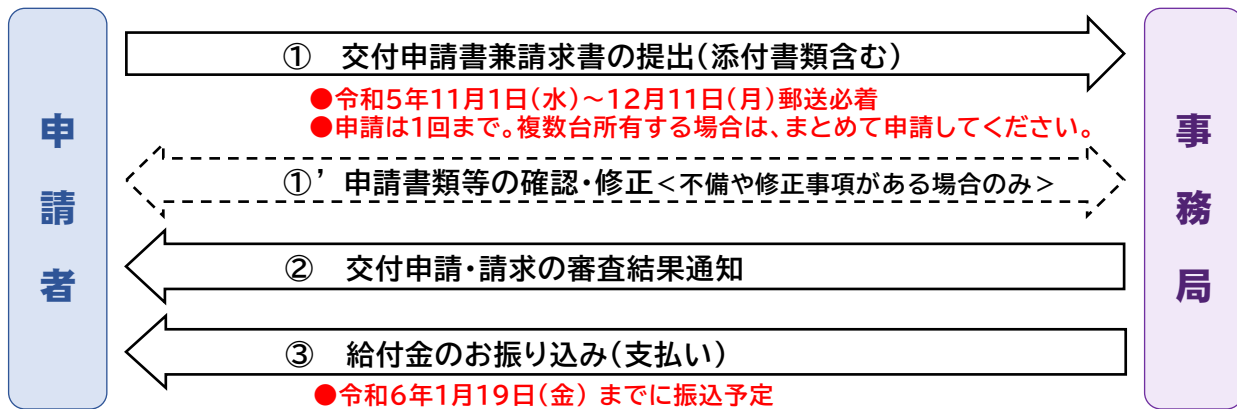 申請者
① 交付申請書兼請求書の提出(添付書類含む)
●令和5年11月1日(水)~12月11日(月)郵送必着
●申請は1回まで。複数台所有する場合は、まとめて申請してください。
①’ 申請書類等の確認・修正<不備や修正事項がある場合のみ>
② 交付申請・請求の審査結果通知
③ 給付金のお振り込み(支払い)
●令和6年1月19日(金) までに振込予定
事務局